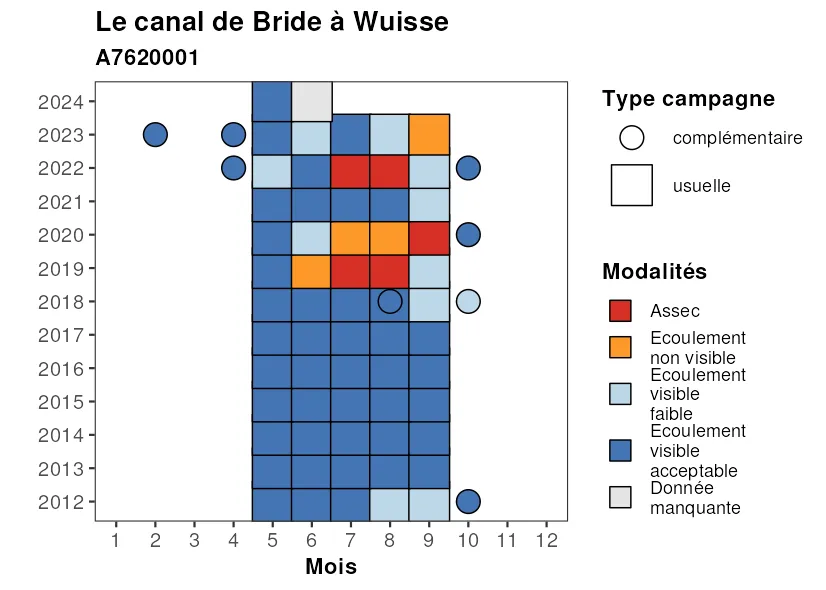 Le canal de Bride à Wuisse
A7620001
2024
2023
2022
2021
2020
2019
2018
2017
2016
2015
2014
2013
2012
1 2 3 4 5 6 7 8 9 10 11 12
Mois
Type campagne
complémentaire
usuelle
Modalités
Assec
Ecoulement
non visible
Ecoulement
visible
faible
Ecoulement
visible
acceptable
Donnée
manquante